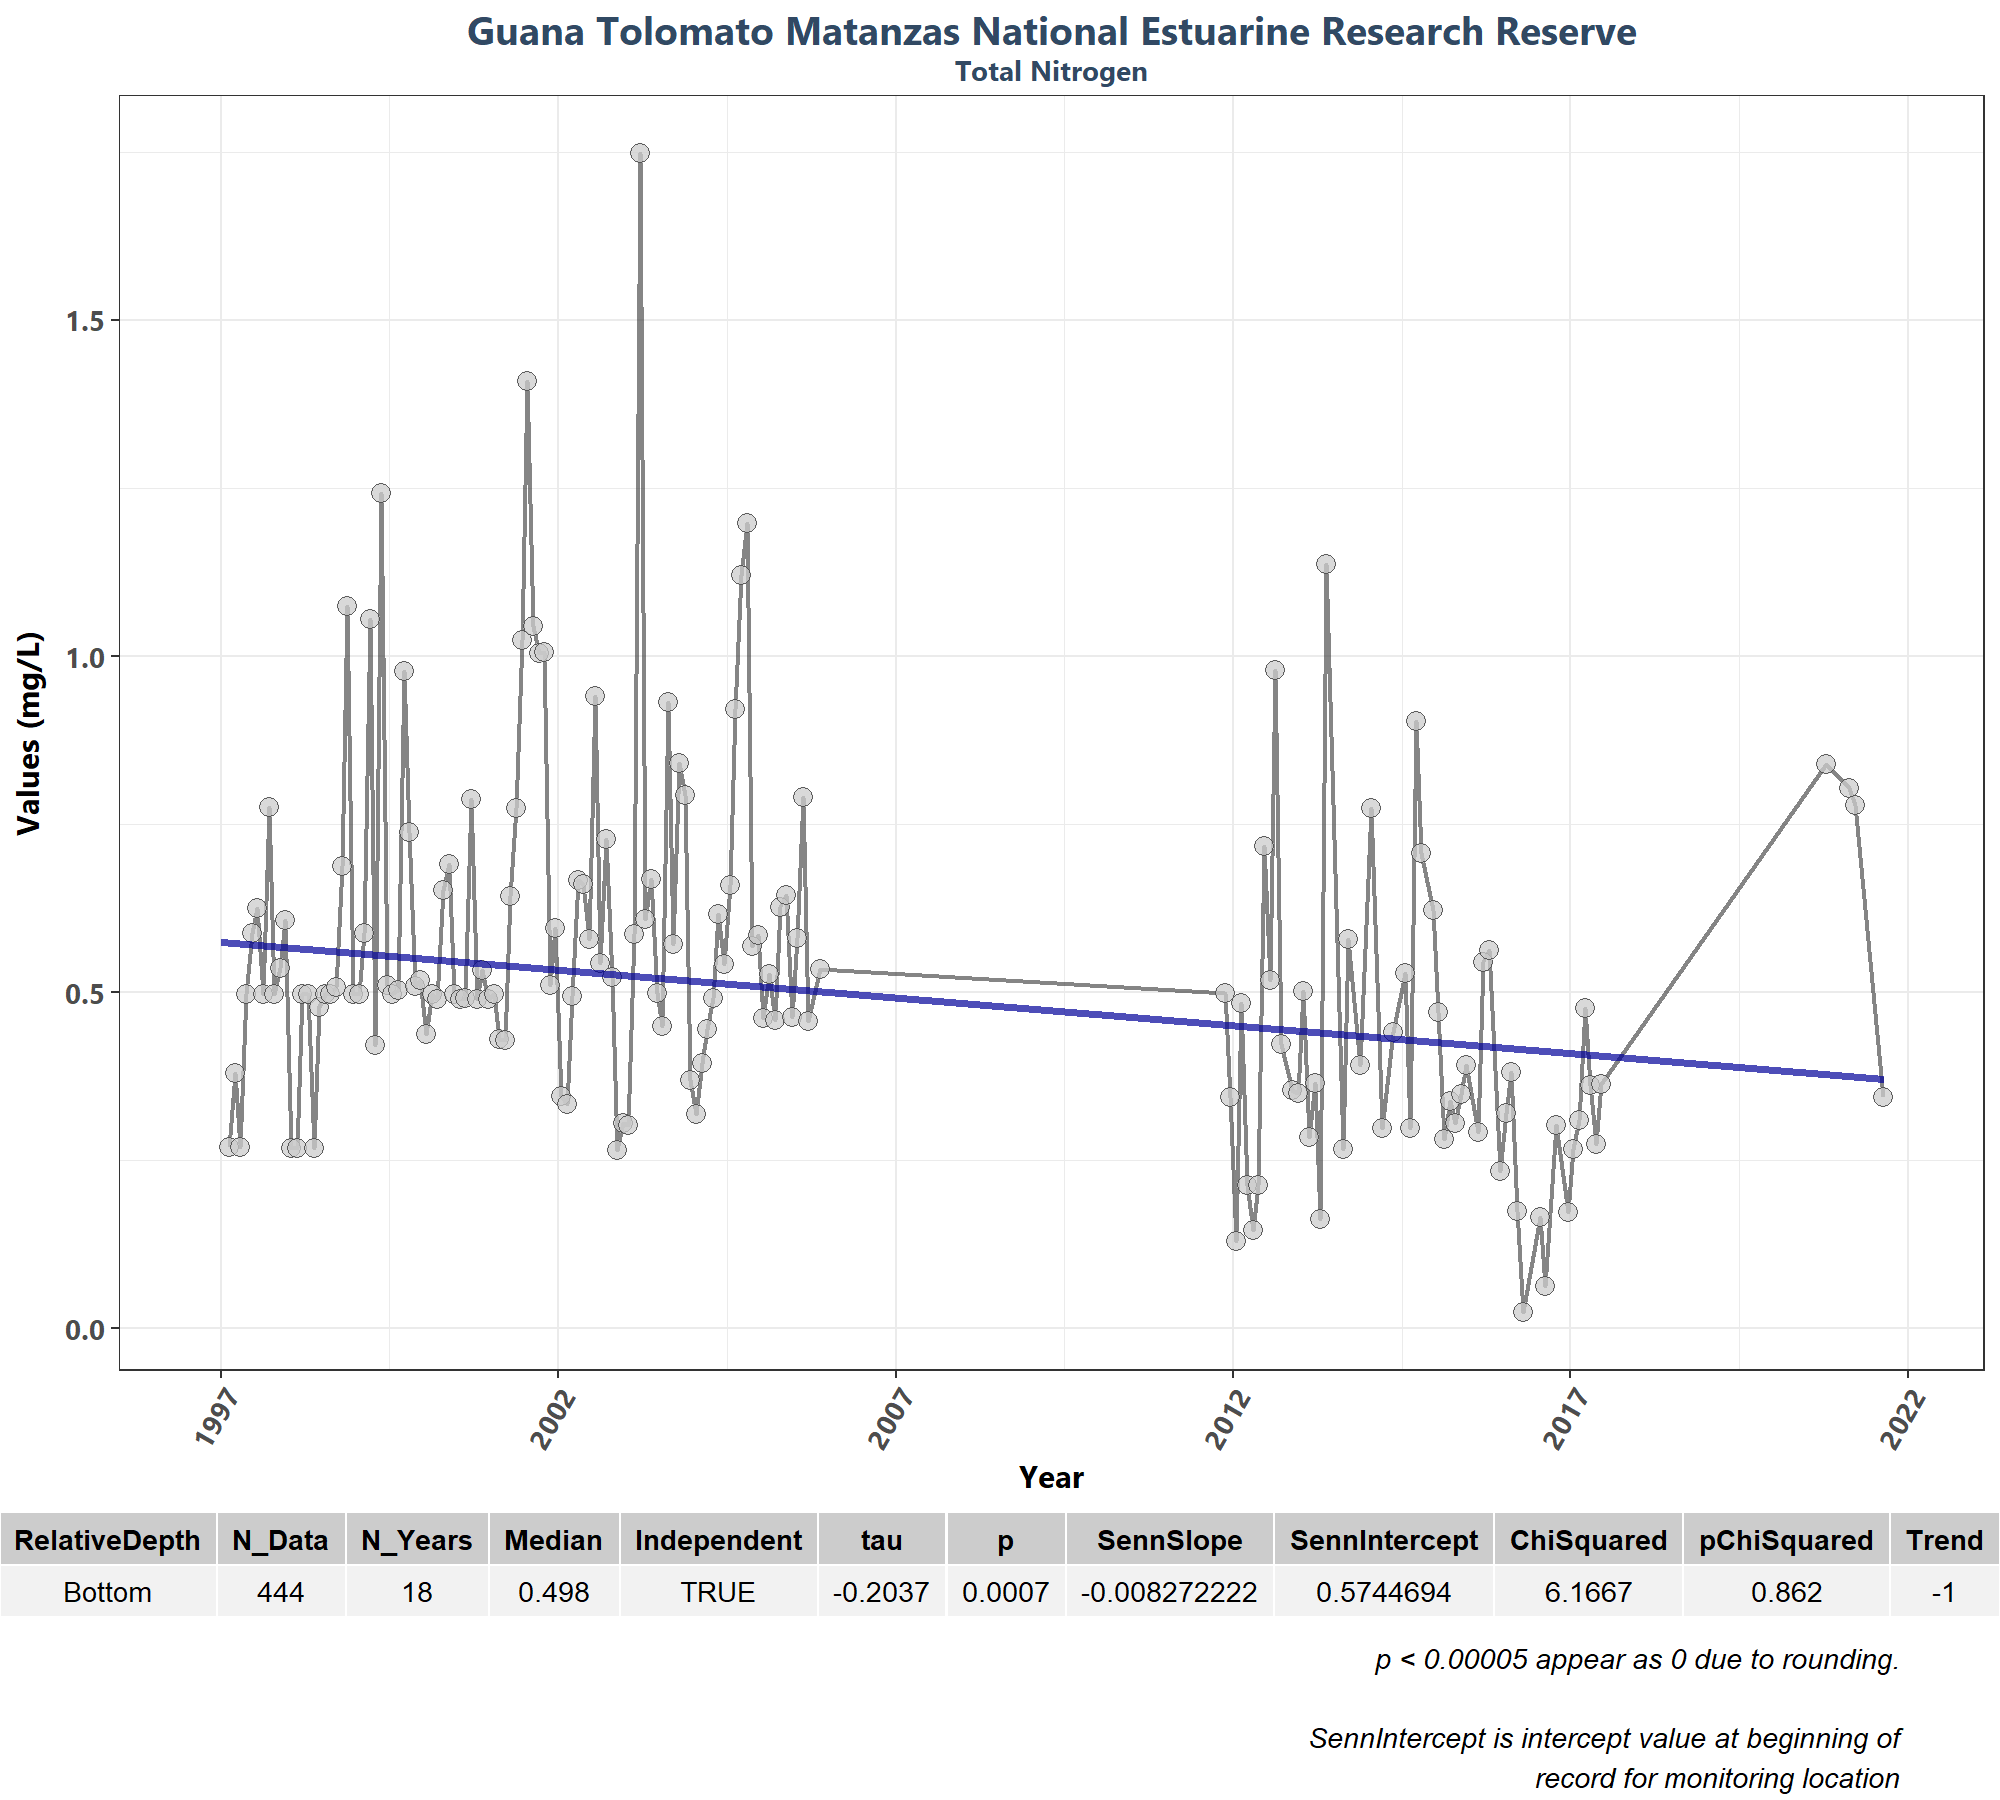 Guana Tolomato Matanzas National Estuarine Research Reserve
Total Nitrogen
Values (mg/L)
1.5
1.0
0.5
0.0
1997 2002 2007 2012 2017 2022
Year
RelativeDepth N_Data N_Years Median Independent tau p SennSlope SennIntercept ChiSquared pChiSquared Trend
Bottom 444 18 0.498 TRUE -0.2037 0.0007 -0.008272222 0.5744694 6.1667 0.862 -1
p < 0.00005 appear as 0 due to rounding.
SennIntercept is intercept value at beginning of
record for monitoring location